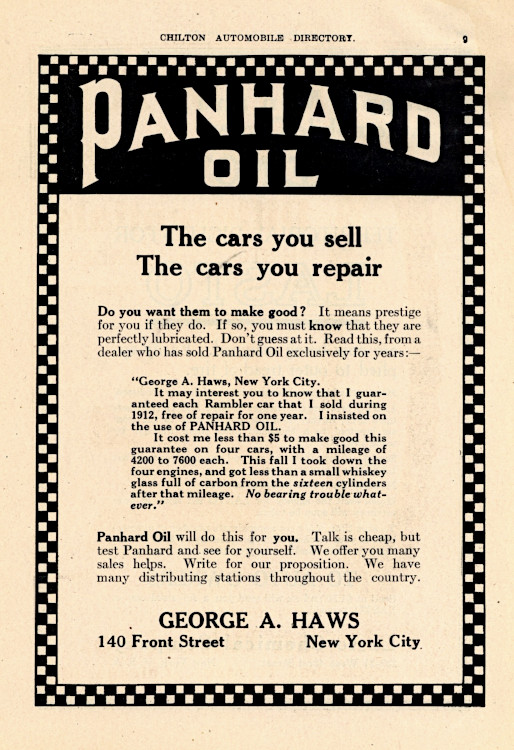 CHILTON AUTOMOBILE DIRECTORY. 9
PANHARD
OIL
The cars you sell
The cars you repair
Do you want them to make good? It means prestige
for you if they do. If so, you must know that they are
perfectly lubricated. Don't guess at it. Read this, from a
dealer who has sold Panhard Oil exclusively for years:—
"George A. Haws, New York City.
It may interest you to know that I guar-
anteed each Rambler car that I sold during
1912, free of repair for one year. I insisted on
the use of PANHARD OIL.
It cost me less than $5 to make good this
guarantee on four cars, with a mileage of
4200 to 7600 each. This fall I took down the
four engines, and got less than a small whiskey
glass full of carbon from the sixteen cylinders
after that mileage. No bearing trouble what-
ever."
Panhard Oil will do this for you. Talk is cheap, but
test Panhard and see for yourself. We offer you many
sales helps. Write for our proposition. We have
many distributing stations throughout the country.
GEORGE A. HAWS
140 Front Street New York City